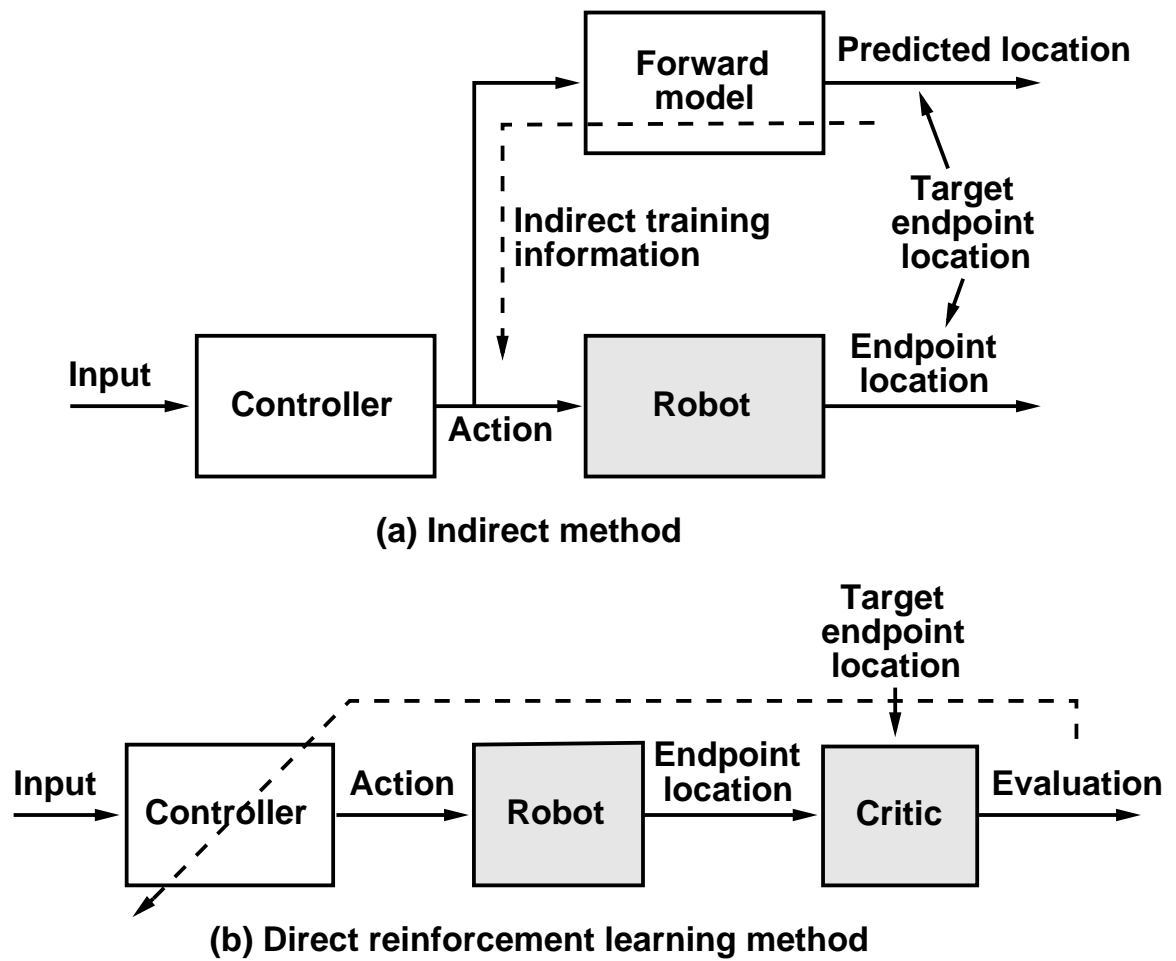 Forward
model
Predicted location
Target
endpoint
location
Indirect training
information
Input
Controller
Action
Robot
Endpoint
location
(a) Indirect method
Target
endpoint
location
Input
Controller
Action
Robot
Endpoint
location
Critic
Evaluation
(b) Direct reinforcement learning method